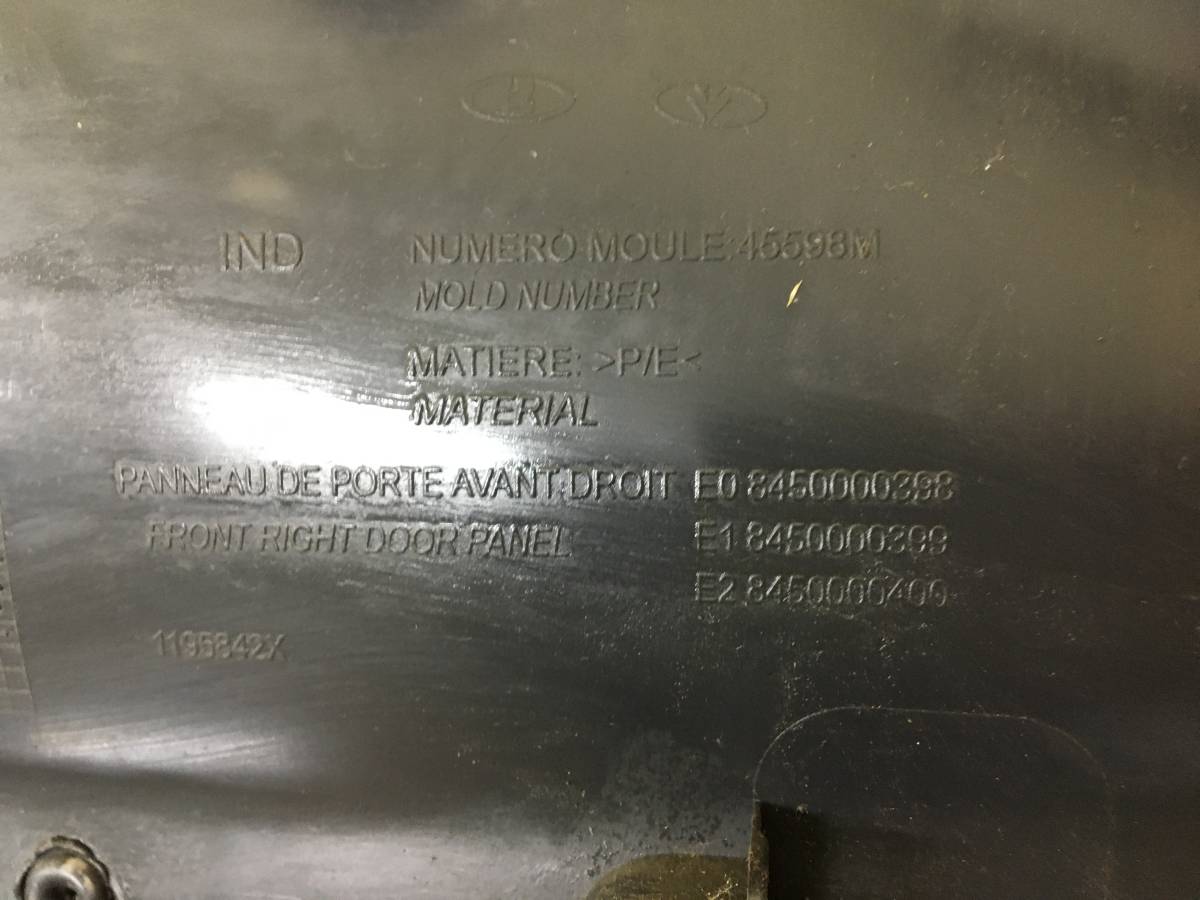 IND
NUMERO MOULE:45598M
MOLD NUMBER
MATIERE: >P/E<
MATERIAL
PANNEAU DE PORTE AVANT DROIT E0 8450000398
FRONT RIGHT DOOR PANEL E1 8450000399
E2 8450000400
1195842X